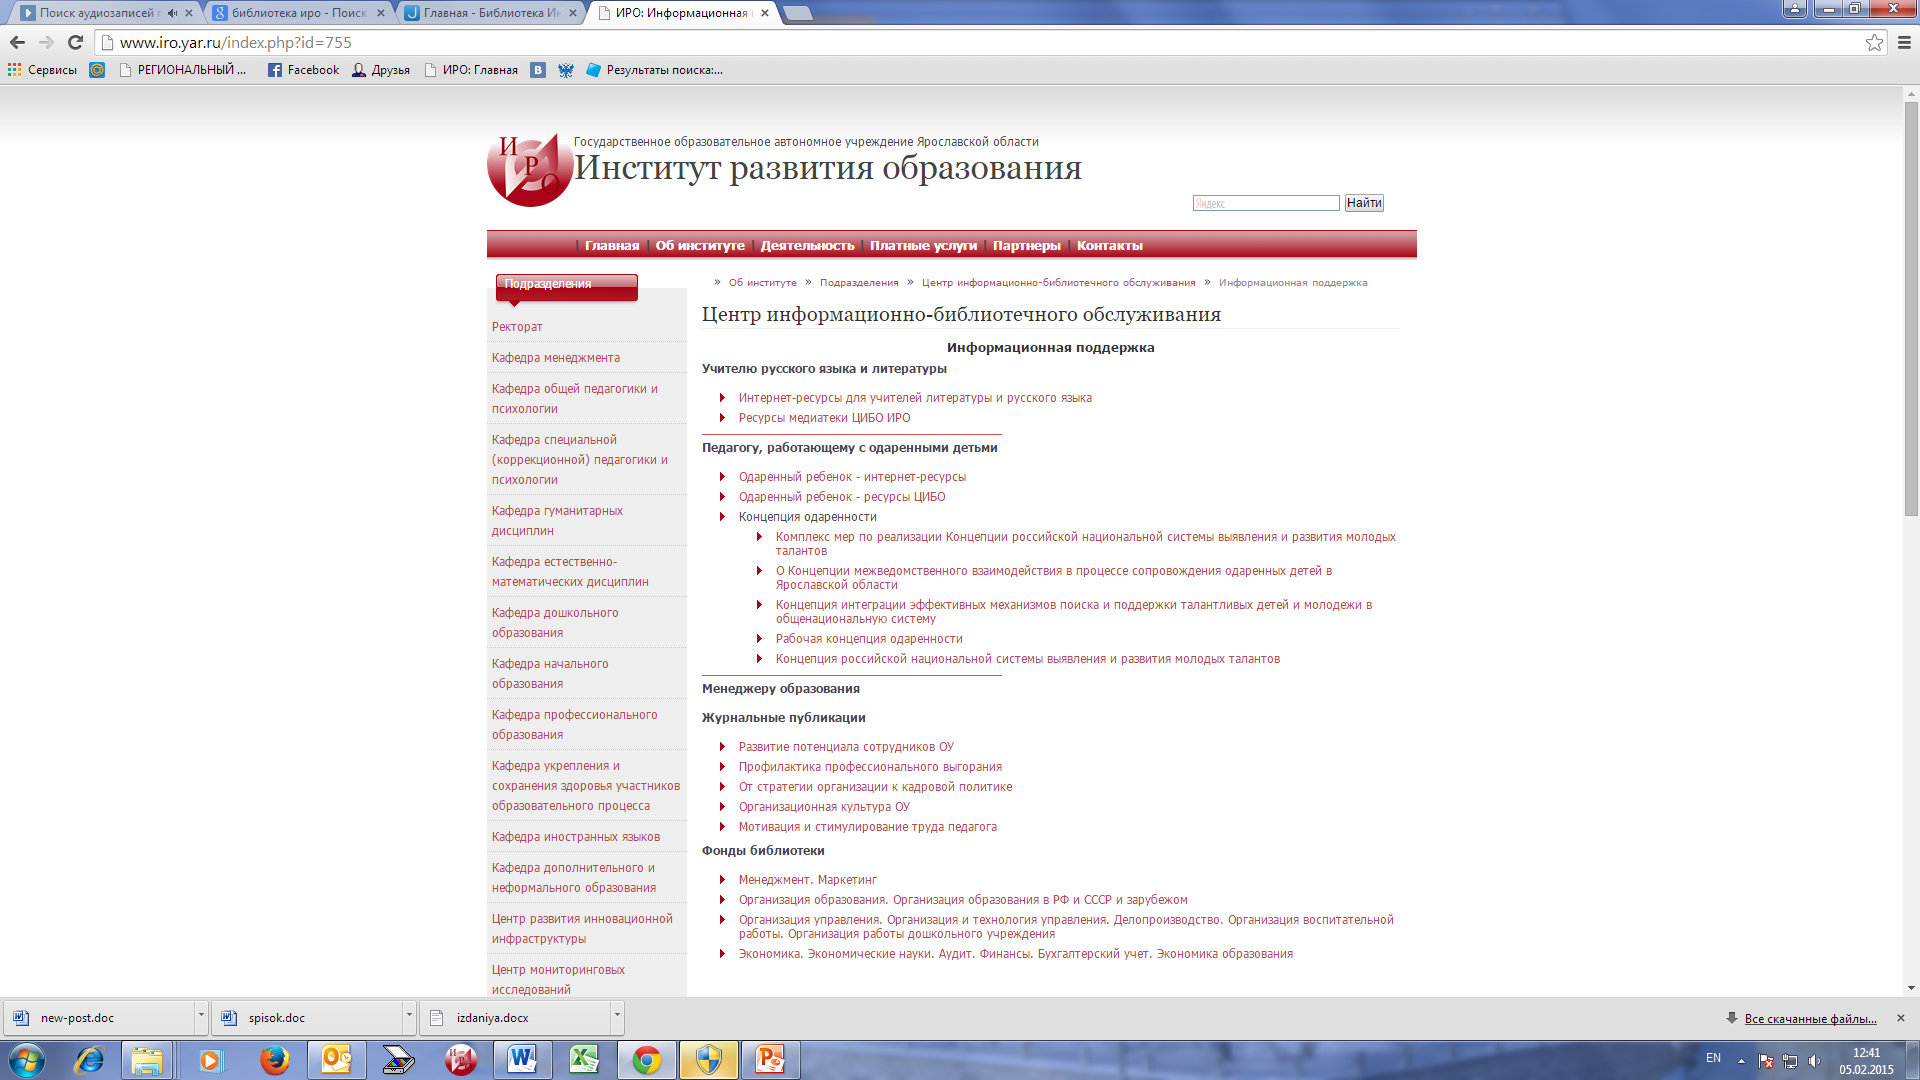 Поиск аудиозаписей
библиотека иро - Поиск
Главная - Библиотека Ин
ИРО: Информационная
www.iro.yar.ru/index.php?id=755
Сервисы
РЕГИОНАЛЬНЫЙ ...
Facebook
Друзья
ИРО: Главная
Результаты поиска:...
ИРО
Государственное образовательное автономное учреждение Ярославской области
Институт развития образования
Яндекс
Найти
Главная | Об институте | Деятельность | Платные услуги | Партнеры | Контакты
Подразделения
Ректорат
Кафедра менеджмента
Кафедра общей педагогики и
психологии
Кафедра специальной
(коррекционной) педагогики и
психологии
Кафедра гуманитарных
дисциплин
Кафедра естественно-
математических дисциплин
Кафедра дошкольного
образования
Кафедра начального
образования
Кафедра профессионального
образования
Кафедра укрепления и
сохранения здоровья участников
образовательного процесса
Кафедра иностранных языков
Кафедра дополнительного и
неформального образования
Центр развития инновационной
инфраструктуры
Центр мониторинговых
исследований
» Об институте » Подразделения » Центр информационно-библиотечного обслуживания » Информационная поддержка
Центр информационно-библиотечного обслуживания
Информационная поддержка
Учителю русского языка и литературы
Интернет-ресурсы для учителей литературы и русского языка
Ресурсы медиатеки ЦИБО ИРО
Педагогу, работающему с одаренными детьми
Одаренный ребенок - интернет-ресурсы
Одаренный ребенок - ресурсы ЦИБО
Концепция одаренности
Комплекс мер по реализации Концепции российской национальной системы выявления и развития молодых
талантов
О Концепции межведомственного взаимодействия в процессе сопровождения одаренных детей в
Ярославской области
Концепция интеграции эффективных механизмов поиска и поддержки талантливых детей и молодежи в
общенациональную систему
Рабочая концепция одаренности
Концепция российской национальной системы выявления и развития молодых талантов
Менеджеру образования
Журнальные публикации
Развитие потенциала сотрудников ОУ
Профилактика профессионального выгорания
От стратегии организации к кадровой политике
Организационная культура ОУ
Мотивация и стимулирование труда педагога
Фонды библиотеки
Менеджмент. Маркетинг
Организация образования. Организация образования в РФ и СССР и зарубежом
Организация управления. Организация и технология управления. Делопроизводство. Организация воспитательной
работы. Организация работы дошкольного учреждения
Экономика. Экономические науки. Аудит. Финансы. Бухгалтерский учет. Экономика образования
new-post.doc
spisok.doc
izdaniya.docx
Все скачанные файлы...
EN
12:41
05.02.2015